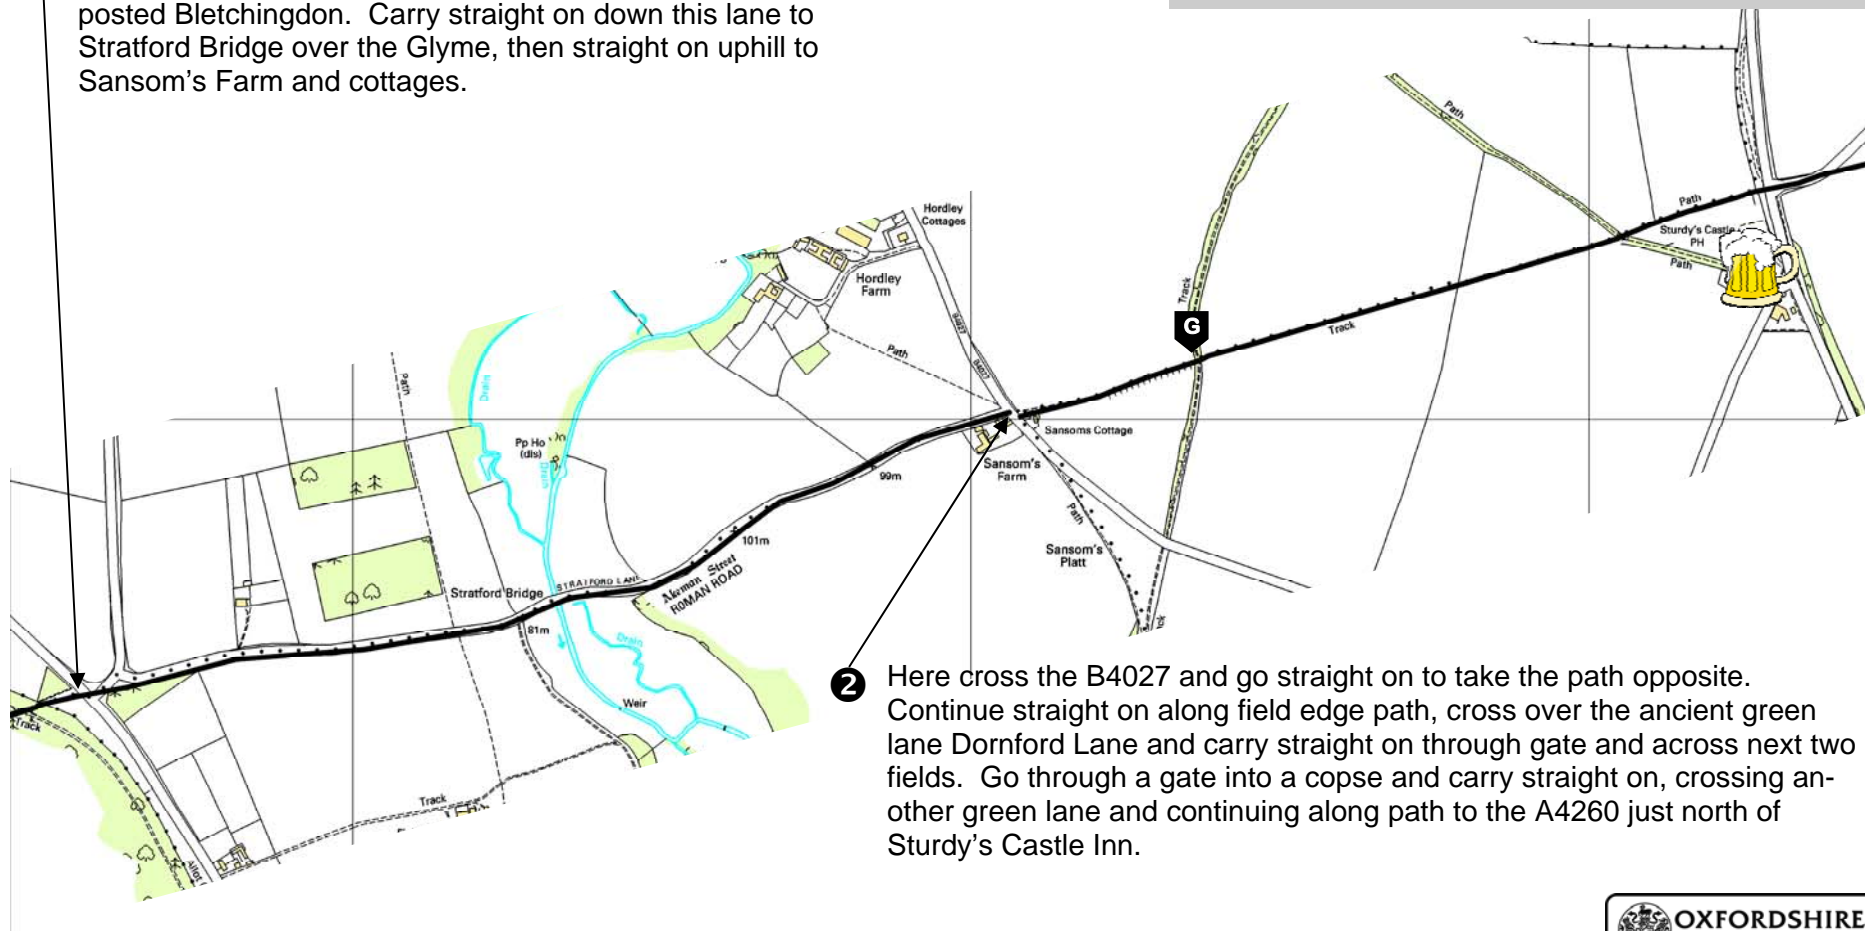 posted Bletchingdon.  Carry straight on down this lane to
Stratford Bridge over the Glyme, then straight on uphill to
Sansom's Farm and cottages.
Path
Hordley
Cottages
Path
Sturdy's Castle
PH
Path
Hordley
Farm
Track
B4027
G
Track
Path
B4027
Path
Drain
Pp Ho
(dis)
Drain
Sansoms Cottage
Sansom's
Farm
99m
Path
101m
Sansom's
Platt
STRATFORD LANE
Akeman Street
ROMAN ROAD
Stratford Bridge
81m
Drain
Weir
Track
Track
❷ Here cross the B4027 and go straight on to take the path opposite.
Continue straight on along field edge path, cross over the ancient green
lane Dornford Lane and carry straight on through gate and across next two
fields.  Go through a gate into a copse and carry straight on, crossing an-
other green lane and continuing along path to the A4260 just north of
Sturdy's Castle Inn.
OXFORDSHIRE